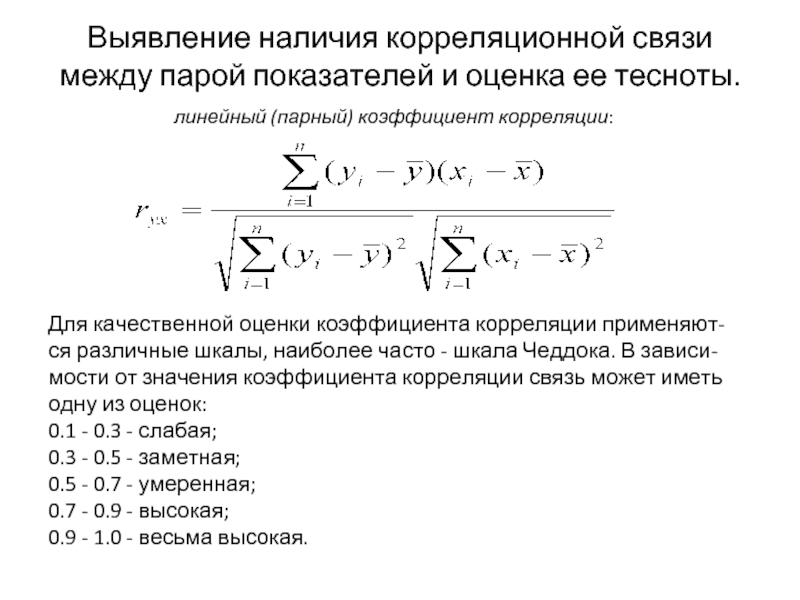 Выявление наличия корреляционной связи
между парой показателей и оценка ее тесноты.
линейный (парный) коэффициент корреляции:
r_{yx} = \frac{\sum_{i=1}^{n}(y_i - \overline{y})(x_i - \overline{x})}{\sqrt{\sum_{i=1}^{n}(y_i - \overline{y})^2}\sqrt{\sum_{i=1}^{n}(x_i - \overline{x})^2}}
Для качественной оценки коэффициента корреляции применяют-
ся различные шкалы, наиболее часто - шкала Чеддока. В зависи-
мости от значения коэффициента корреляции связь может иметь
одну из оценок:
0.1 - 0.3 - слабая;
0.3 - 0.5 - заметная;
0.5 - 0.7 - умеренная;
0.7 - 0.9 - высокая;
0.9 - 1.0 - весьма высокая.